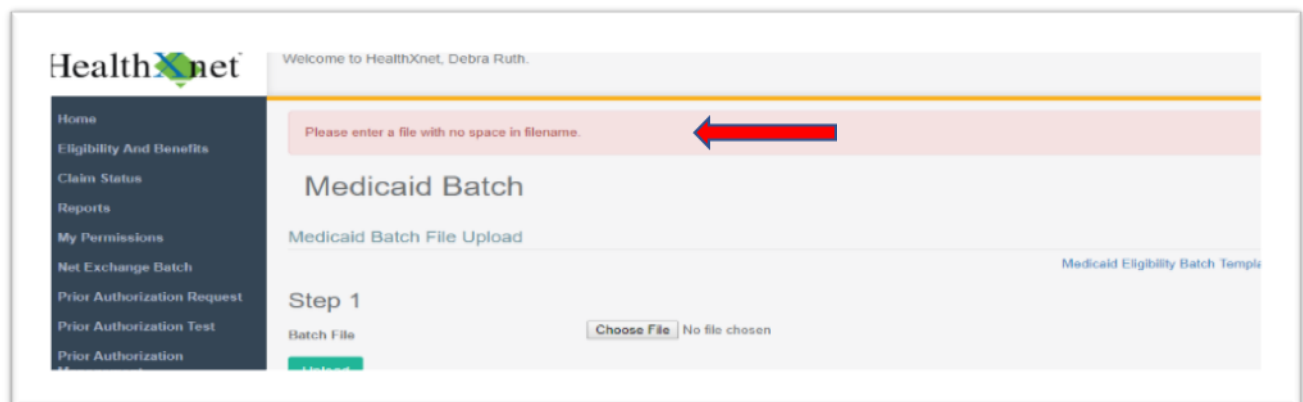 HealthXnet
Welcome to HealthXnet, Debra Ruth.
Home
Eligibility And Benefits
Claim Status
Reports
My Permissions
Net Exchange Batch
Prior Authorization Request
Prior Authorization Test
Prior Authorization
Please enter a file with no space in filename.
Medicaid Batch
Medicaid Batch File Upload
Medicaid Eligibility Batch Templa
Step 1
Batch File
Choose File No file chosen
Upload